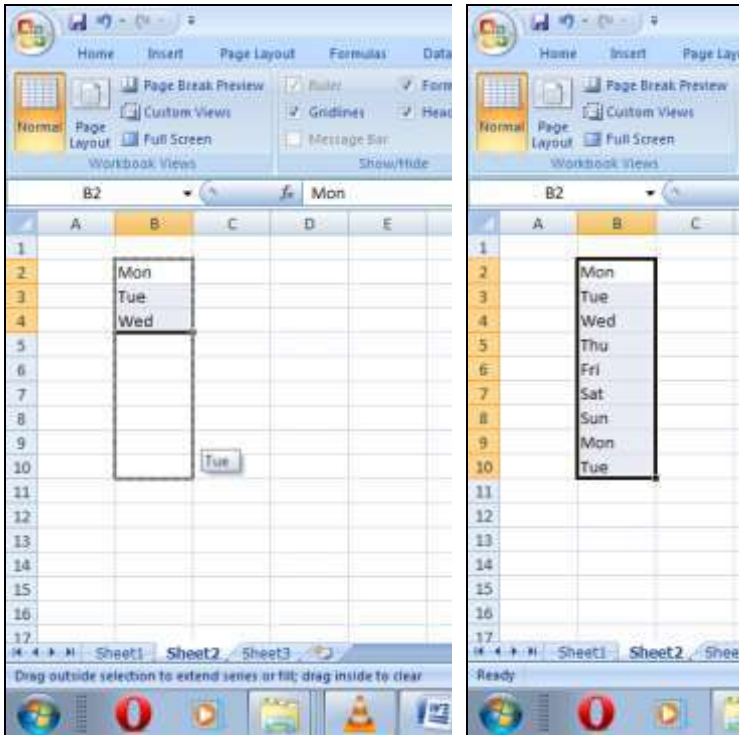 Home Insert Page Layout Formulas Data
Normal
Page Layout
Page Break Preview
Custom Views
Full Screen
Workbook Views
Ruler
Gridlines
Message Bar
Show/Hide
B2 fx Mon
A B C D E
1
2 Mon
3 Tue
4 Wed
5
6
7
8
9
10 Tue
11
12
13
14
15
16
17
Sheet1 Sheet2 Sheet3
Drag outside selection to extend series or fill; drag inside to clear
Home Insert Page Lay
Normal
Page Layout
Page Break Preview
Custom Views
Full Screen
Workbook Views
B2
A B C
1
2 Mon
3 Tue
4 Wed
5 Thu
6 Fri
7 Sat
8 Sun
9 Mon
10 Tue
11
12
13
14
15
16
17
Sheet1 Sheet2 Shee
Ready